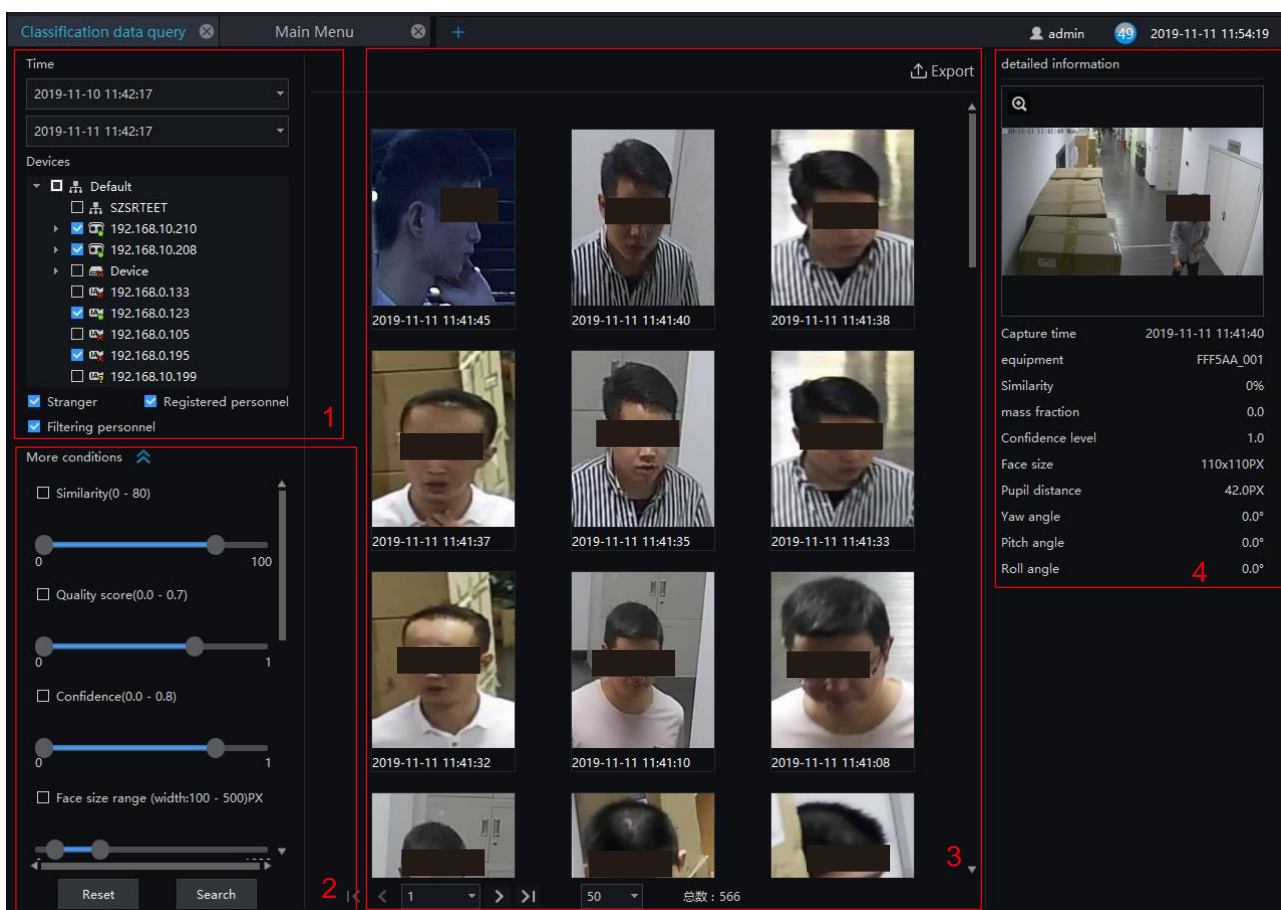 Classification data query
Main Menu
+
admin
49
2019-11-11 11:54:19
Time
2019-11-10 11:42:17
2019-11-11 11:42:17
Devices
Default
SZSRTEET
192.168.10.210
192.168.10.208
Device
192.168.0.133
192.168.0.123
192.168.0.105
192.168.0.195
192.168.10.199
Stranger
Registered personnel
Filtering personnel
1
More conditions
Similarity(0 - 80)
0
100
Quality score(0.0 - 0.7)
0
1
Confidence(0.0 - 0.8)
0
1
Face size range (width:100 - 500)PX
Reset
Search
2
Export
2019-11-11 11:41:45
2019-11-11 11:41:40
2019-11-11 11:41:38
2019-11-11 11:41:37
2019-11-11 11:41:35
2019-11-11 11:41:33
2019-11-11 11:41:32
2019-11-11 11:41:10
2019-11-11 11:41:08
3
1
50
总数：566
detailed information
Capture time 2019-11-11 11:41:40
equipment FFF5AA_001
Similarity 0%
mass fraction 0.0
Confidence level 1.0
Face size 110x110PX
Pupil distance 42.0PX
Yaw angle 0.0°
Pitch angle 0.0°
Roll angle 0.0°
4